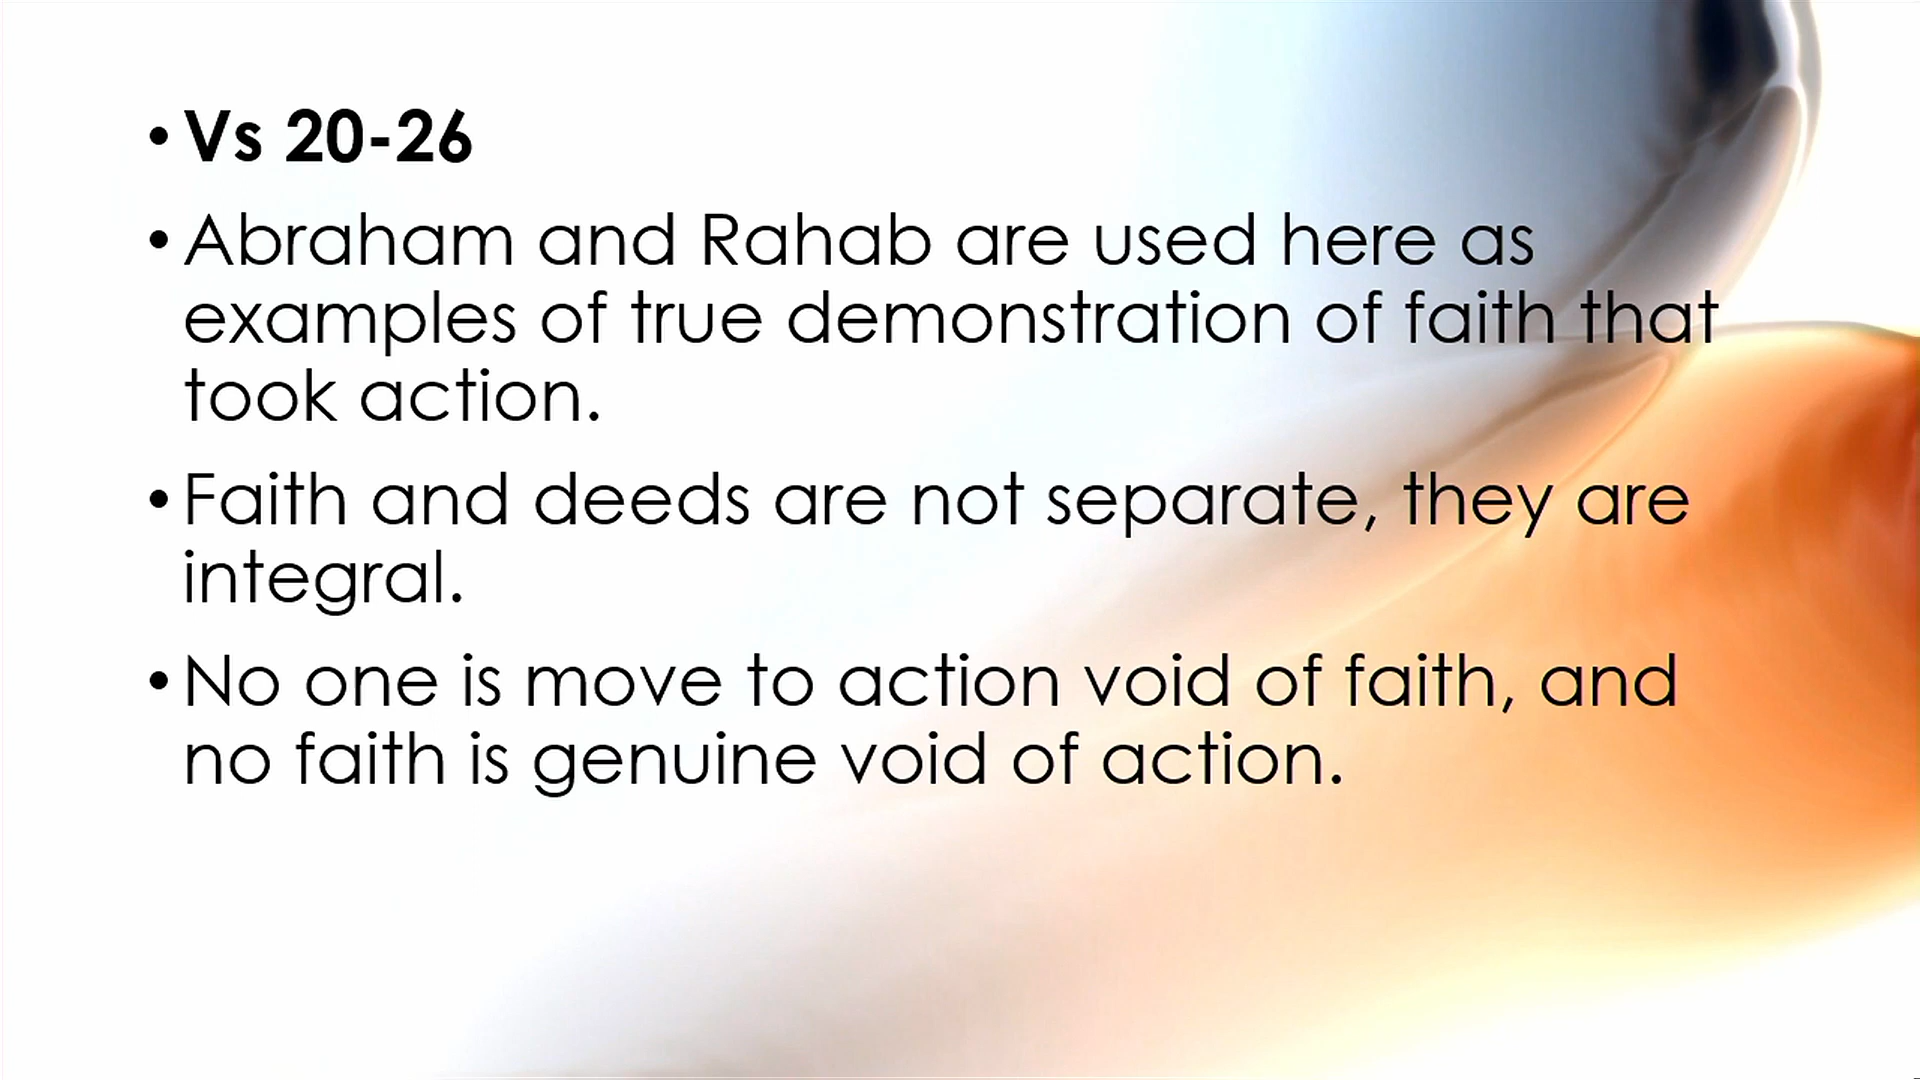 • Vs 20-26
• Abraham and Rahab are used here as
examples of true demonstration of faith that
took action.
• Faith and deeds are not separate, they are
integral.
• No one is move to action void of faith, and
no faith is genuine void of action.